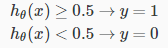 hθ(x) ≥ 0.5 → y = 1
hθ(x) < 0.5 → y = 0